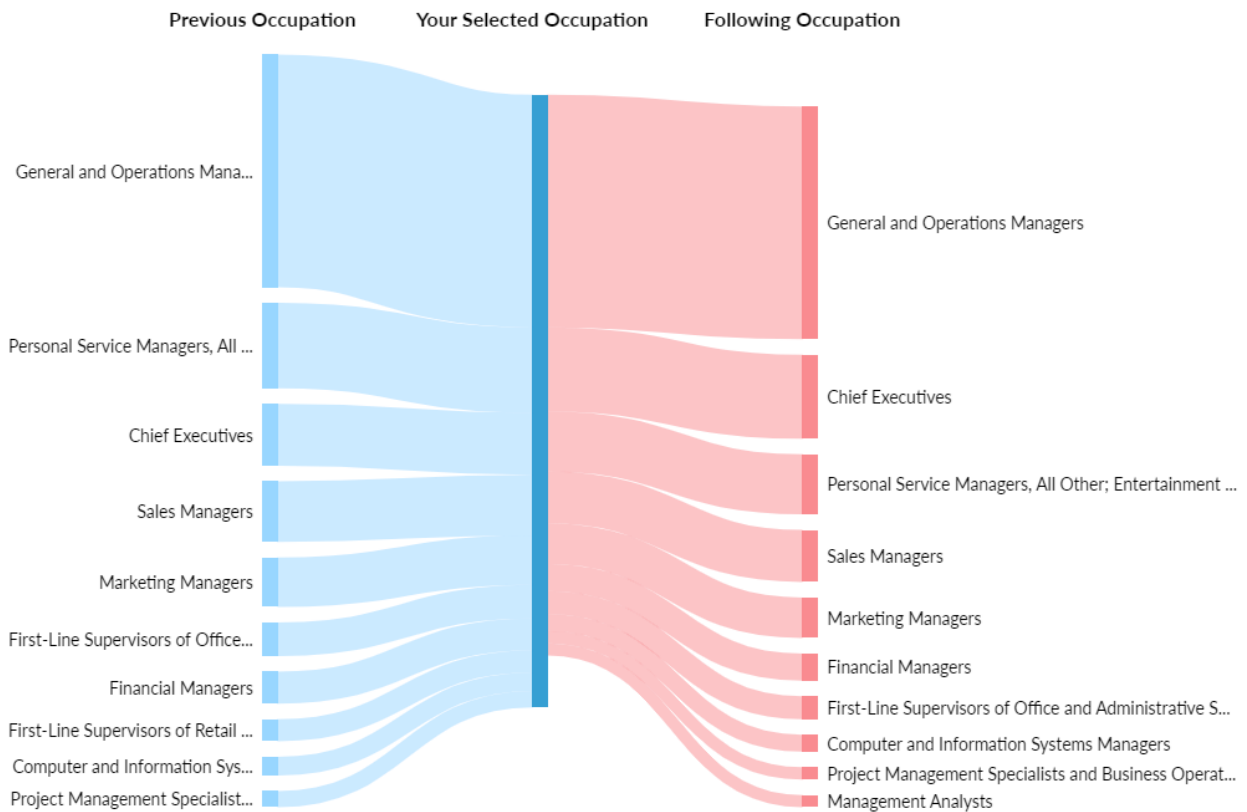 Previous Occupation
Your Selected Occupation
Following Occupation
General and Operations Mana...
Personal Service Managers, All ...
Chief Executives
Sales Managers
Marketing Managers
First-Line Supervisors of Office...
Financial Managers
First-Line Supervisors of Retail ...
Computer and Information Sys...
Project Management Specialist...
General and Operations Managers
Chief Executives
Personal Service Managers, All Other; Entertainment ...
Sales Managers
Marketing Managers
Financial Managers
First-Line Supervisors of Office and Administrative S...
Computer and Information Systems Managers
Project Management Specialists and Business Operat...
Management Analysts